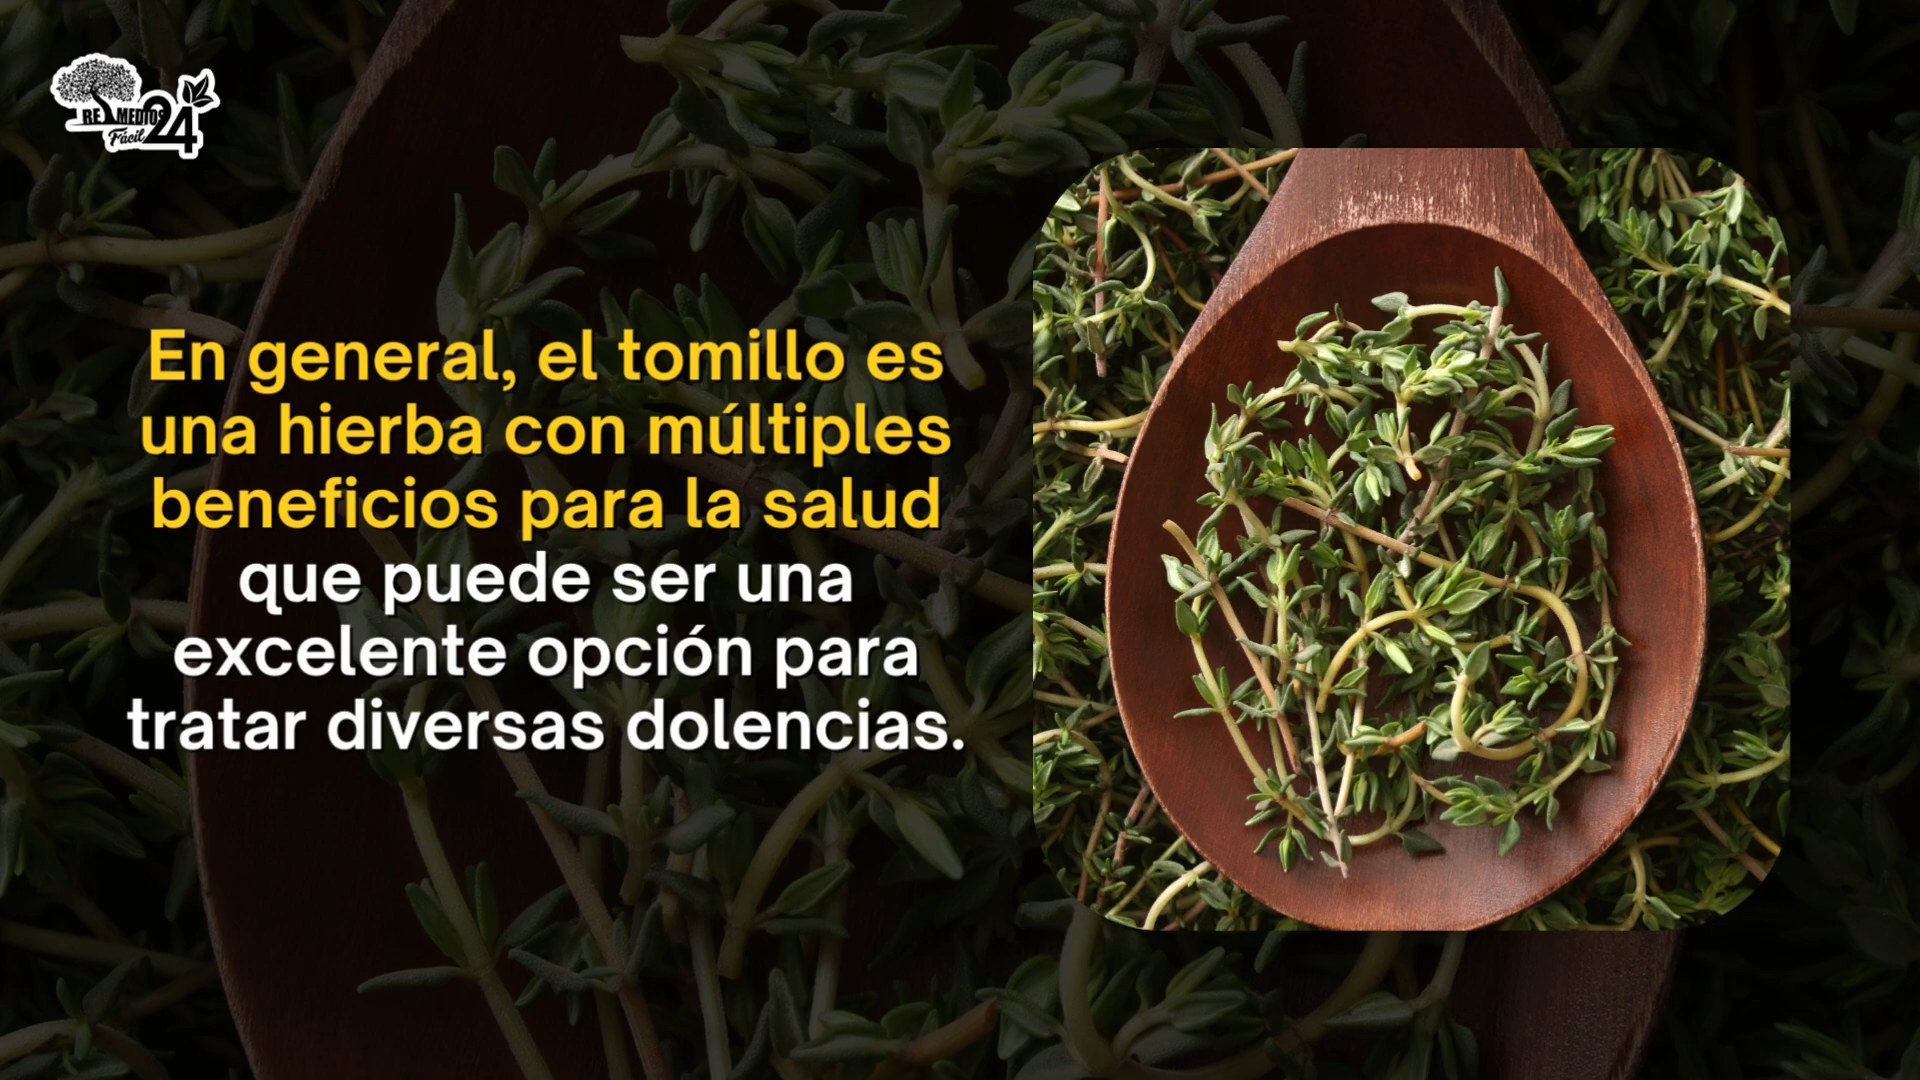 REMEDIOS
Fácil 24
En general, el tomillo es
una hierba con múltiples
beneficios para la salud
que puede ser una
excelente opción para
tratar diversas dolencias.